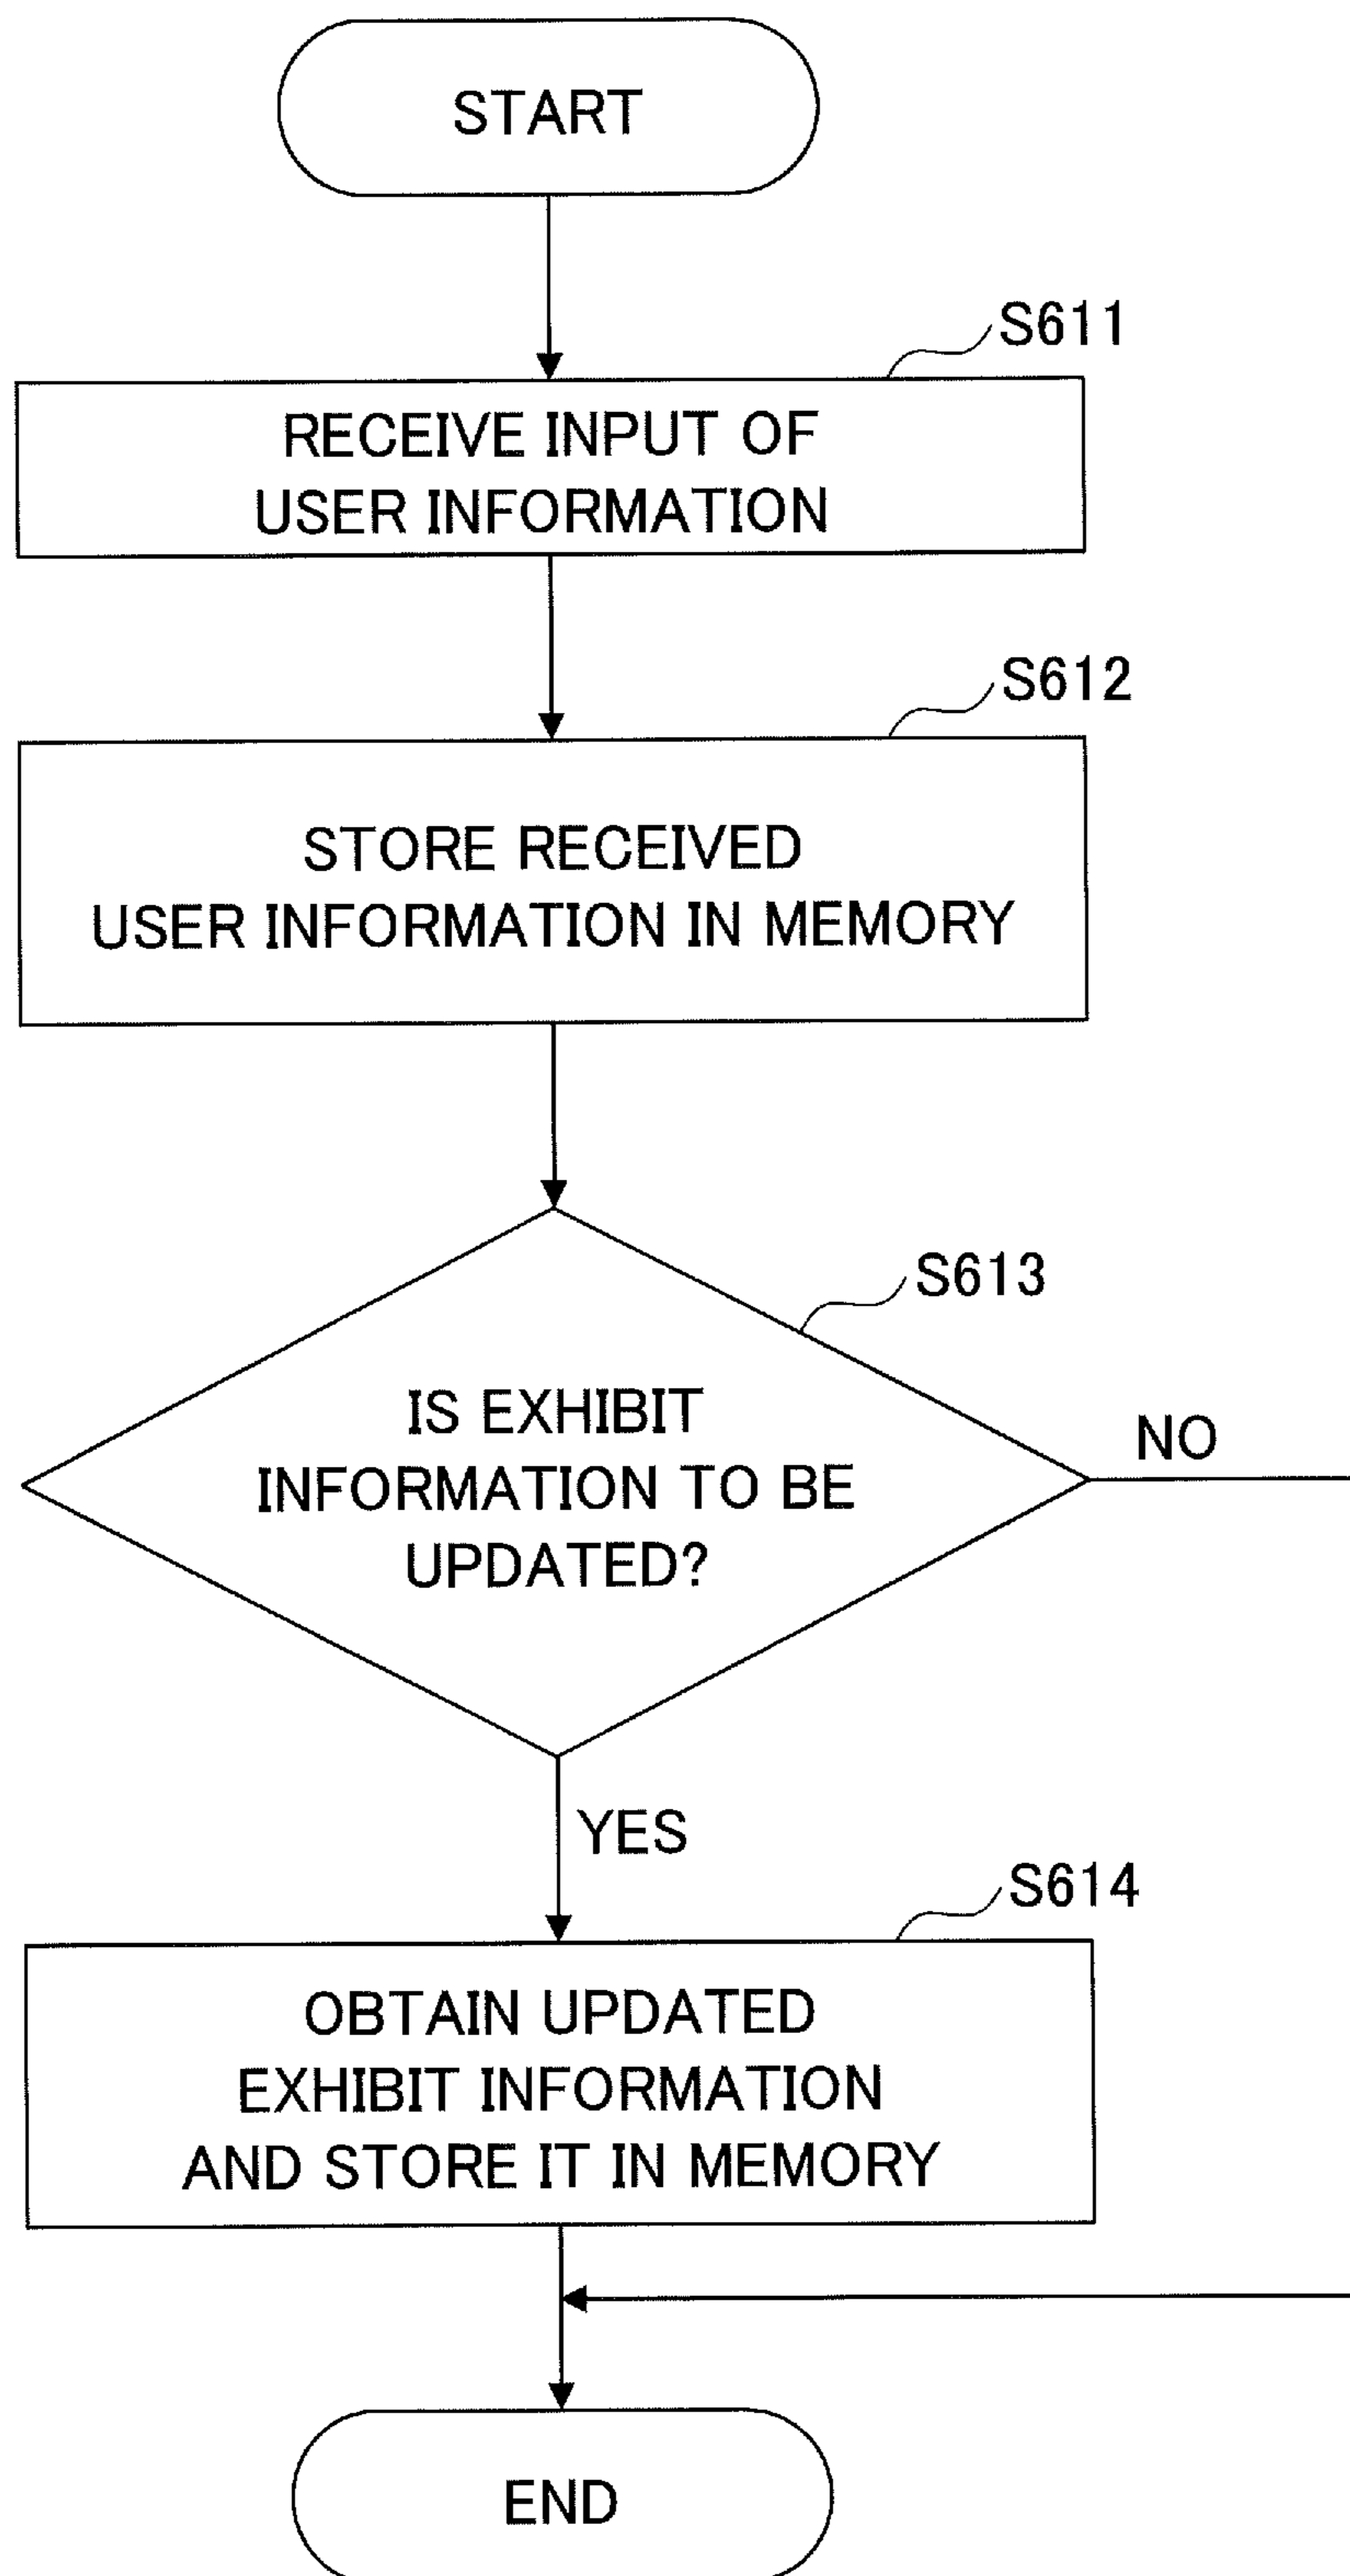 START
S611
RECEIVE INPUT OF
USER INFORMATION
S612
STORE RECEIVED
USER INFORMATION IN MEMORY
S613
IS EXHIBIT
INFORMATION TO BE
UPDATED?
NO
YES
S614
OBTAIN UPDATED
EXHIBIT INFORMATION
AND STORE IT IN MEMORY
END